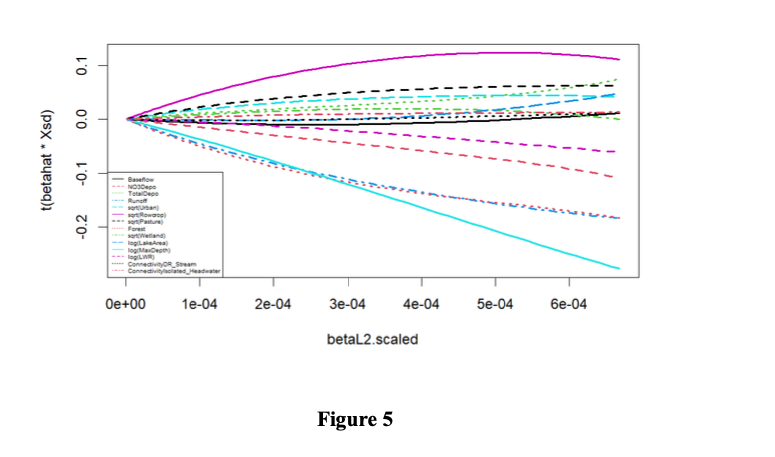 t(betahat * Xsd)
0.1
0.0
-0.1
-0.2
Baseflow
NO3Depo
TotalDepo
Runoff
sqrt(Urban)
sqrt(Rowcrop)
sqrt(Pasture)
Forest
sqrt(Wetland)
log(LakeArea)
log(MaxDepth)
log(LWR)
ConnectivityDR_Stream
ConnectivityIsolated_Headwater
0e+00 1e-04 2e-04 3e-04 4e-04 5e-04 6e-04
betaL2.scaled
Figure 5